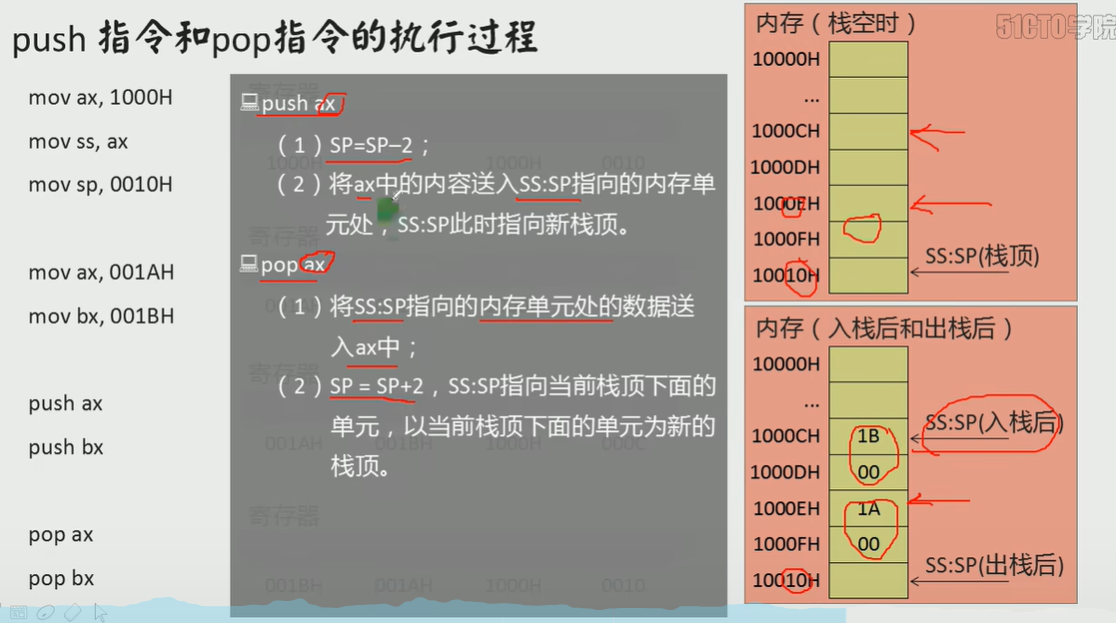 push 指令和pop指令的执行过程
mov ax, 1000H
mov ss, ax
mov sp, 0010H
mov ax, 001AH
mov bx, 001BH
push ax
push bx
pop ax
pop bx
push ax
（1）SP=SP–2；
（2）将ax中的内容送入SS:SP指向的内存单
元处，SS:SP此时指向新栈顶。
pop ax
（1）将SS:SP指向的内存单元处的数据送
入ax中；
（2）SP = SP+2，SS:SP指向当前栈顶下面的
单元，以当前栈顶下面的单元为新的
栈顶。
寄存器
1000H 1000H 0010
寄存器
寄存器
001AH 001BH 1000H 000C
寄存器
001BH 001AH 1000H 0010
51CTO学院
内存（栈空时）
10000H
...
1000CH
1000DH
1000EH
1000FH
10010H
SS:SP(栈顶)
内存（入栈后和出栈后）
10000H
...
1000CH 1B SS:SP(入栈后)
1000DH 00
1000EH 1A
1000FH 00
10010H SS:SP(出栈后)